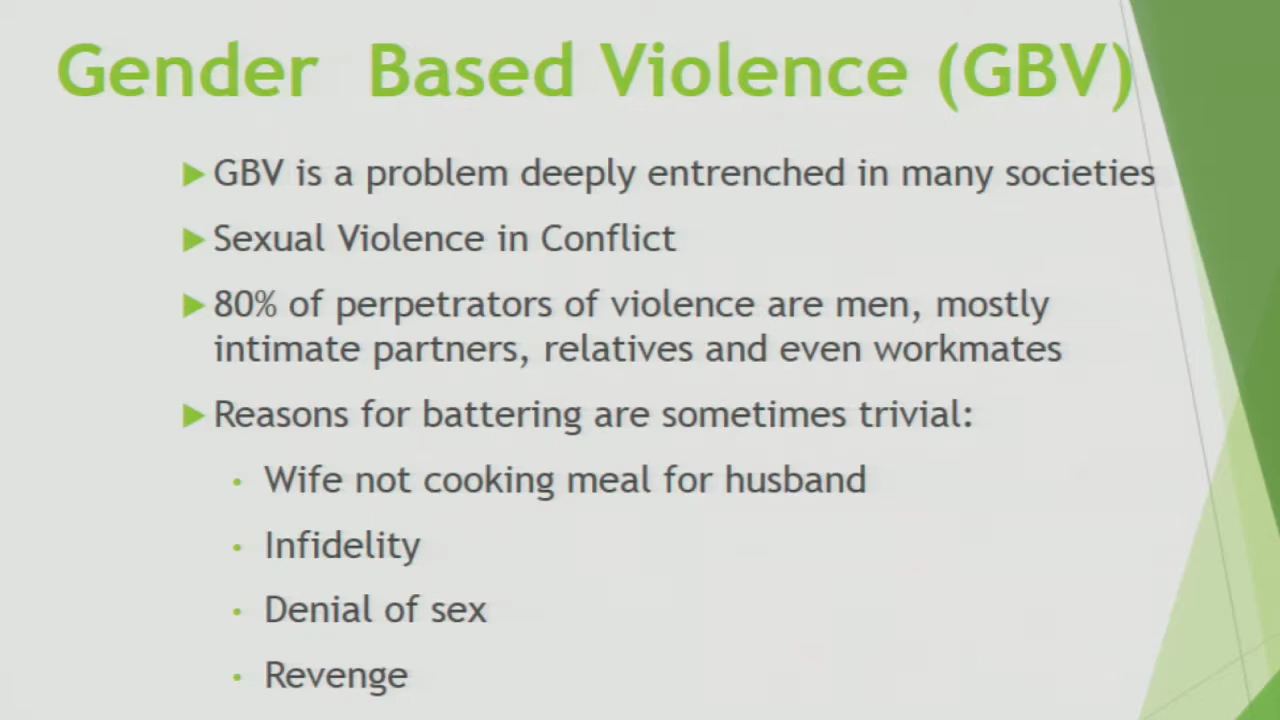 Gender Based Violence (GBV)
GBV is a problem deeply entrenched in many societies
Sexual Violence in Conflict
80% of perpetrators of violence are men, mostly
intimate partners, relatives and even workmates
Reasons for battering are sometimes trivial:
Wife not cooking meal for husband
Infidelity
Denial of sex
Revenge